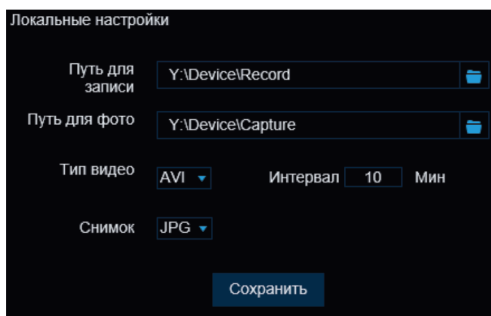 Локальные настройки
Путь для записи Y:\Device\Record
Путь для фото Y:\Device\Capture
Тип видео AVI Интервал 10 Мин
Снимок JPG
Сохранить